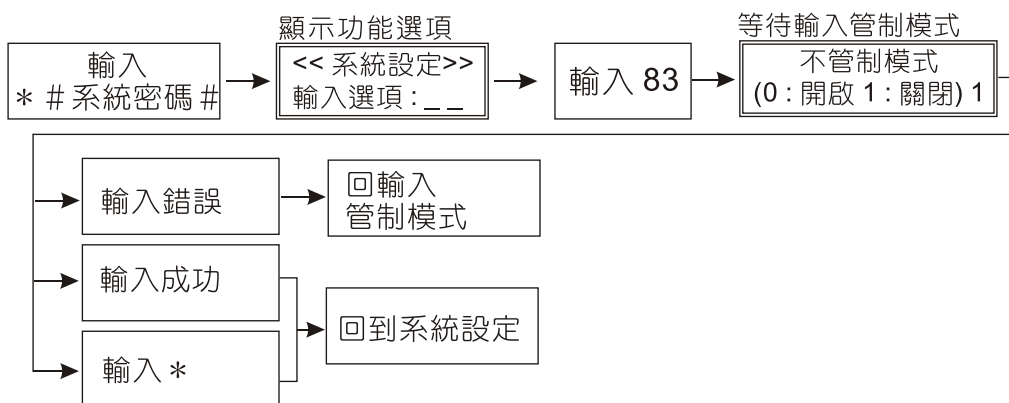 輸入
＊＃系統密碼＃
顯示功能選項
<< 系統設定>>
輸入選項：_ _
輸入 83
等待輸入管制模式
不管制模式
(0：開啟 1：關閉) 1
輸入錯誤
回輸入
管制模式
輸入成功
輸入＊
回到系統設定